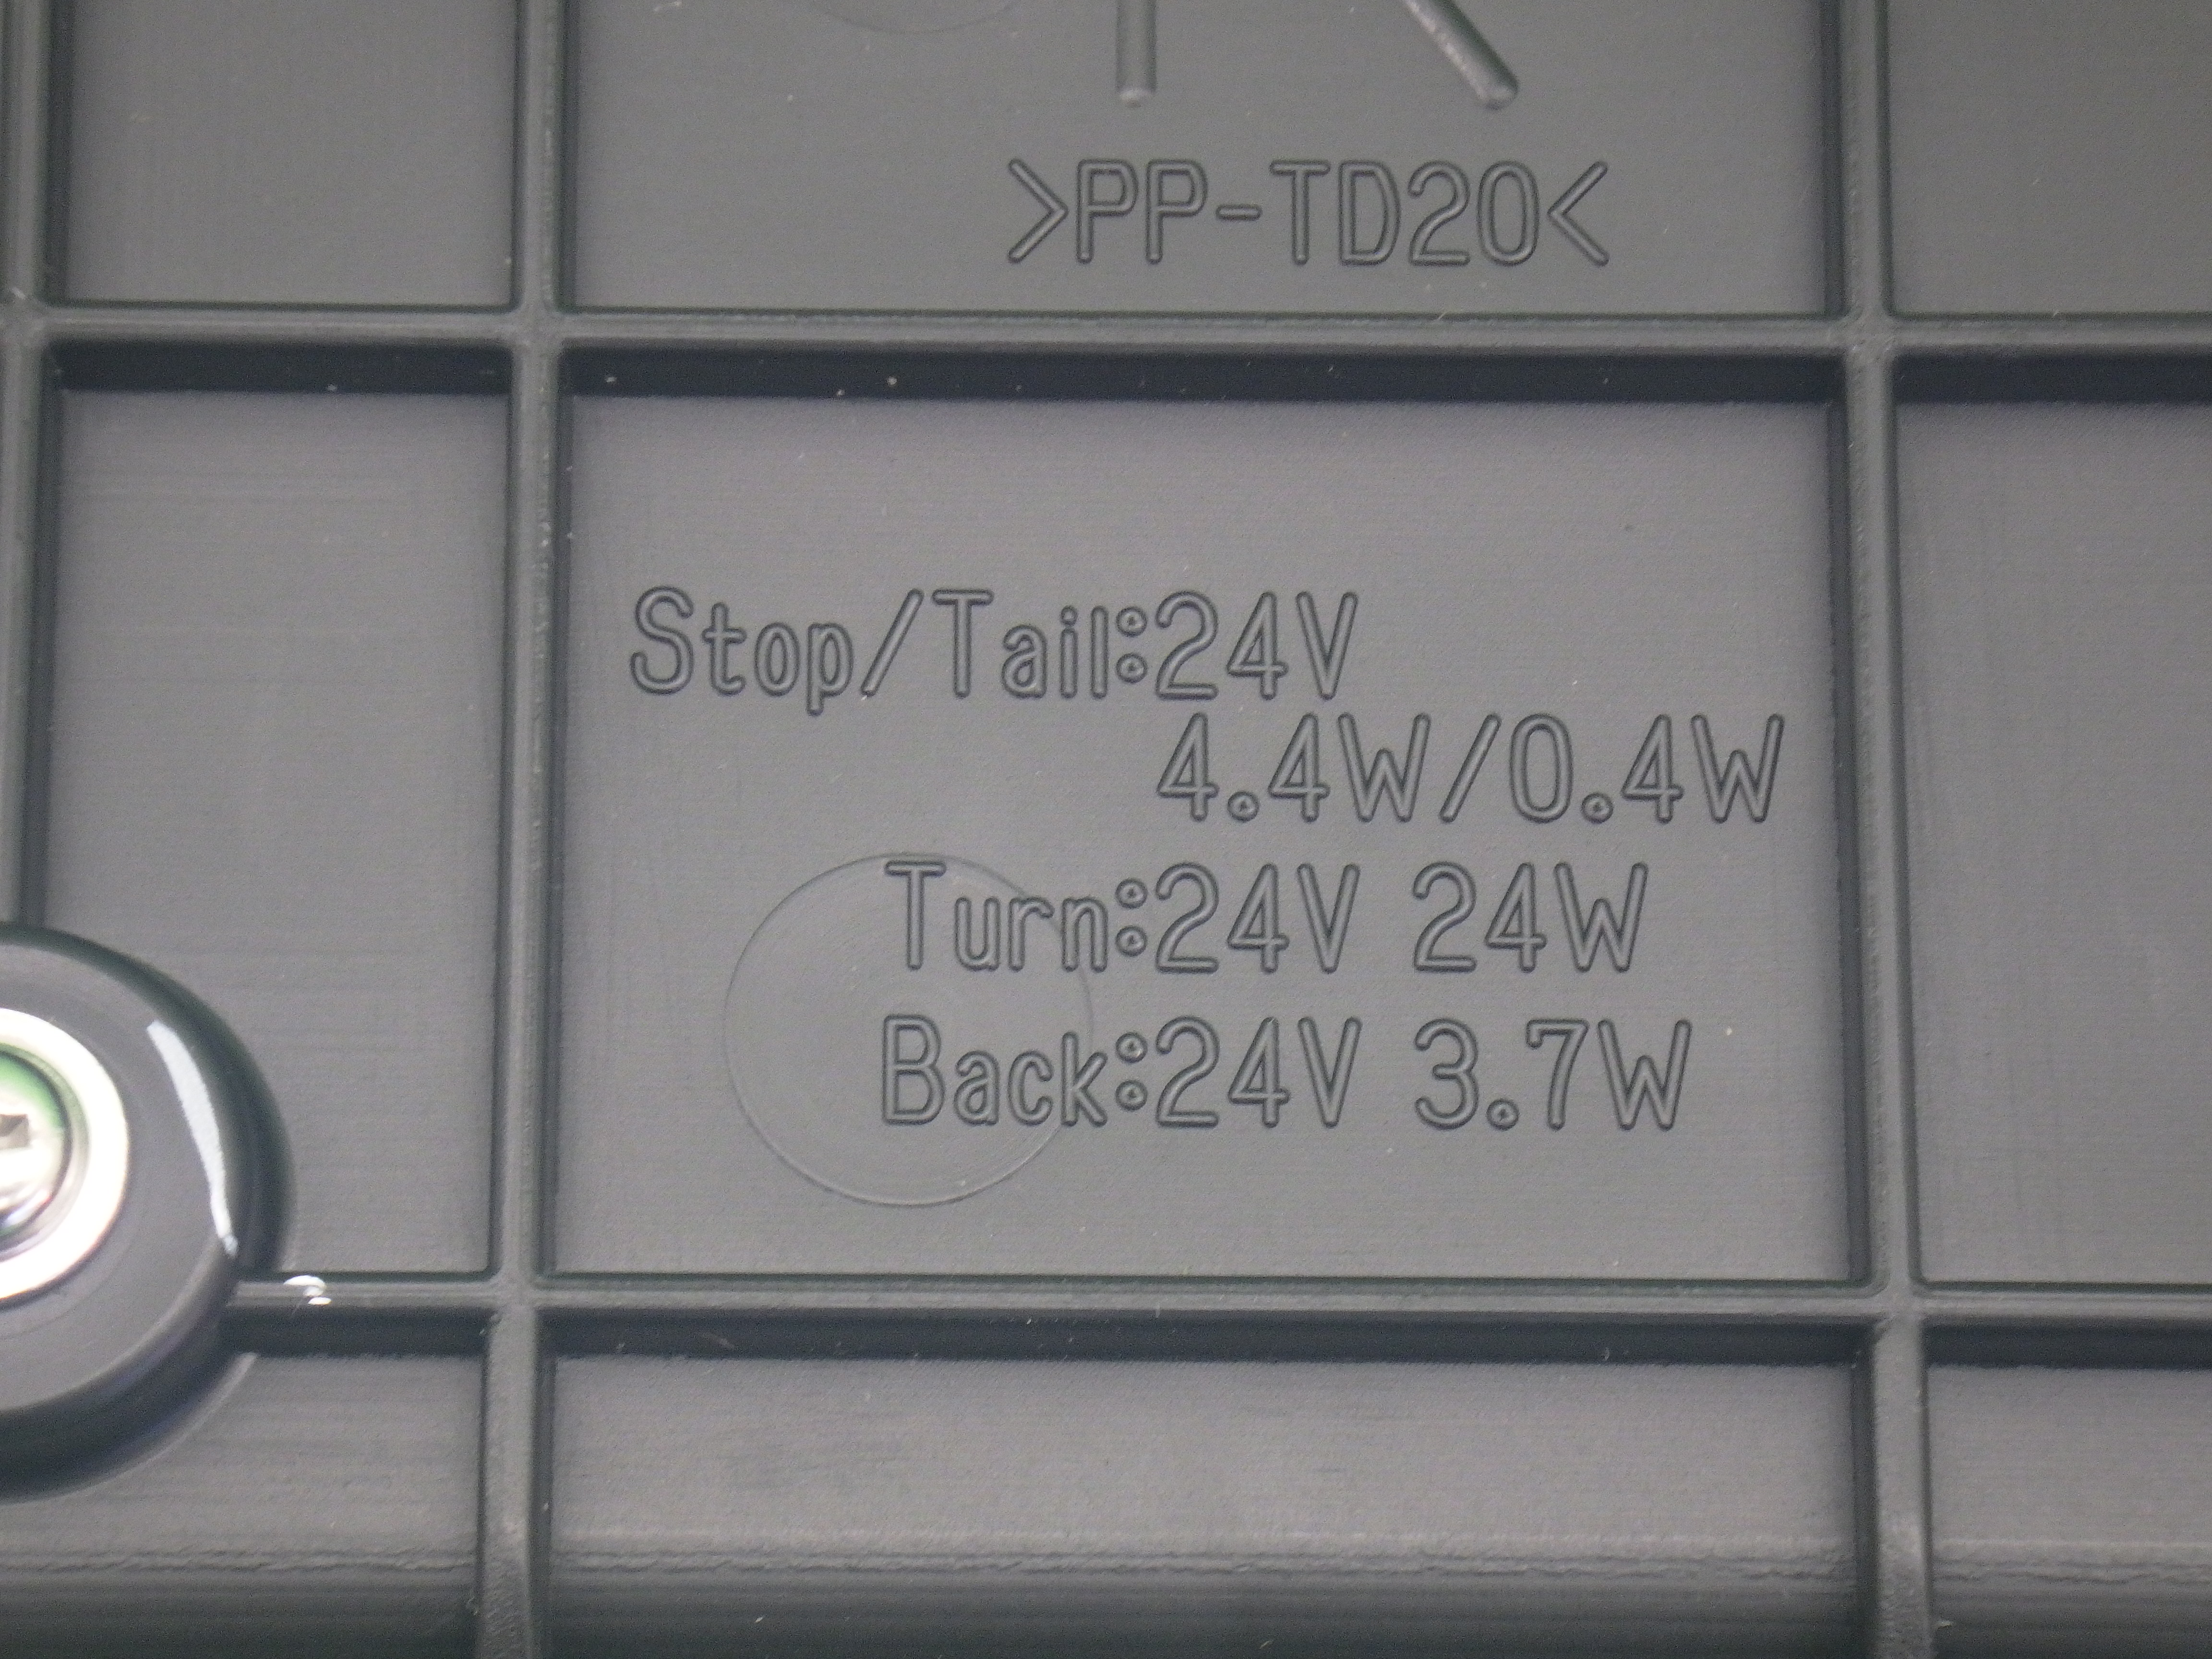 >PP-TD20<
Stop/Tail:24V
4.4W/0.4W
Turn:24V 24W
Back:24V 3.7W